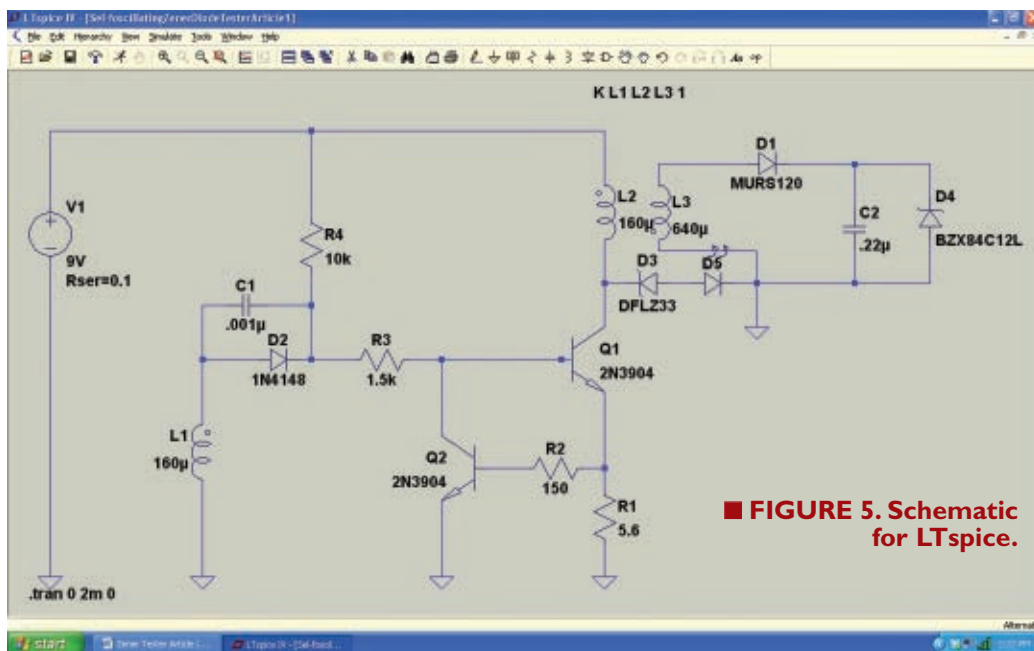 LTspice IV - [Sel-foscillatingZenerDiodeTesterArticle1]
File Edit Hierarchy View Simulate Tools Window Help
K L1 L2 L3 1
D1
MURS120
V1
9V
Rser=0.1
R4
10k
L2
160µ
L3
640µ
C2
.22µ
D4
BZX84C12L
C1
.001µ
D3
D5
DFLZ33
D2
1N4148
R3
1.5k
Q1
2N3904
L1
160µ
Q2
2N3904
R2
150
R1
5.6
■ FIGURE 5. Schematic
for LTspice.
.tran 0 2m 0
start